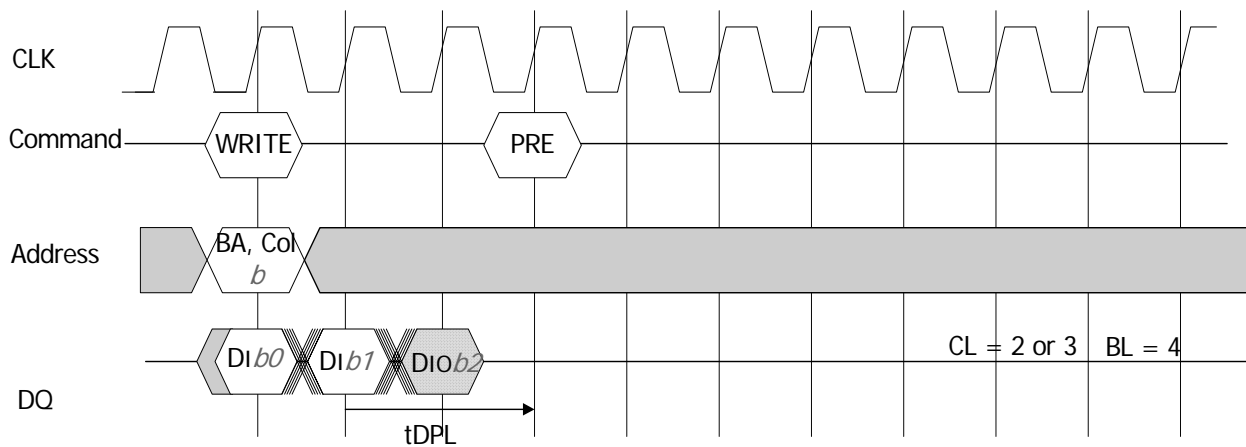 CLK
Command
WRITE
PRE
Address
BA, Col
b
DIb0
DIb1
DIOb2
CL = 2 or 3 BL = 4
DQ
tDPL